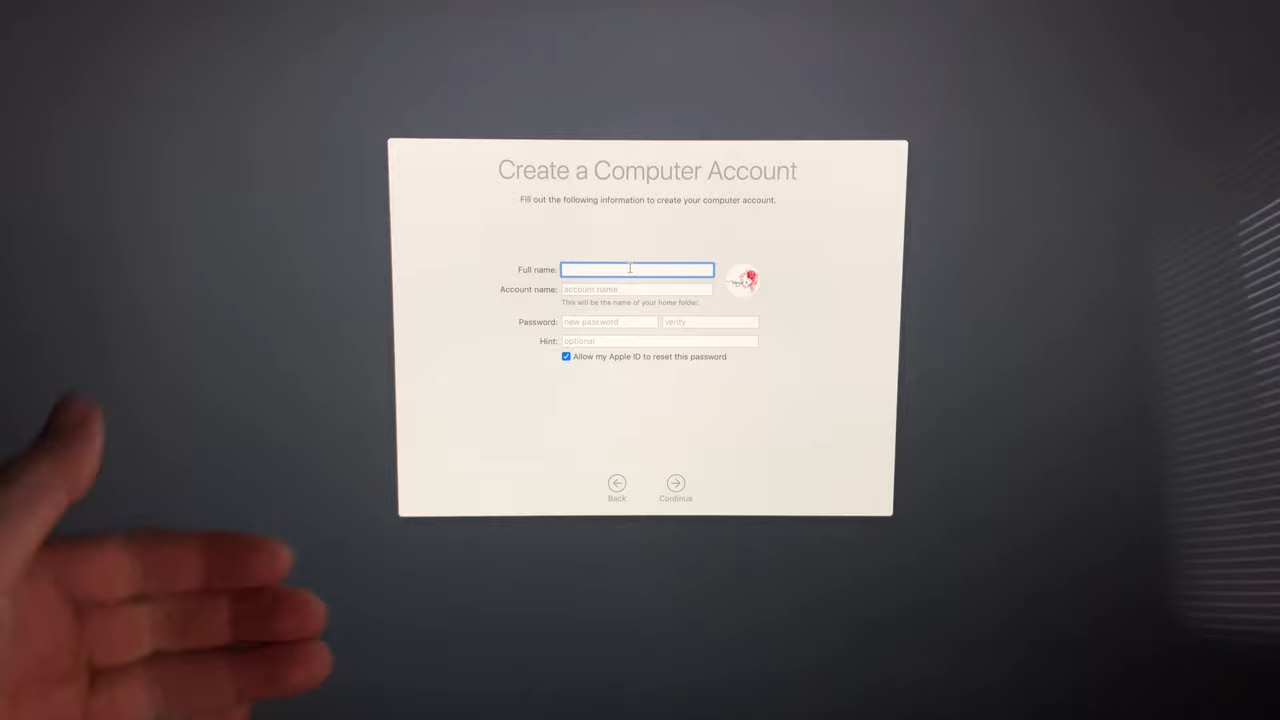 Create a Computer Account
Fill out the following information to create your computer account.
Full name:
Account name: account name
This will be the name of your home folder.
Password: new password verify
Hint: optional
Allow my Apple ID to reset this password
Back Continue